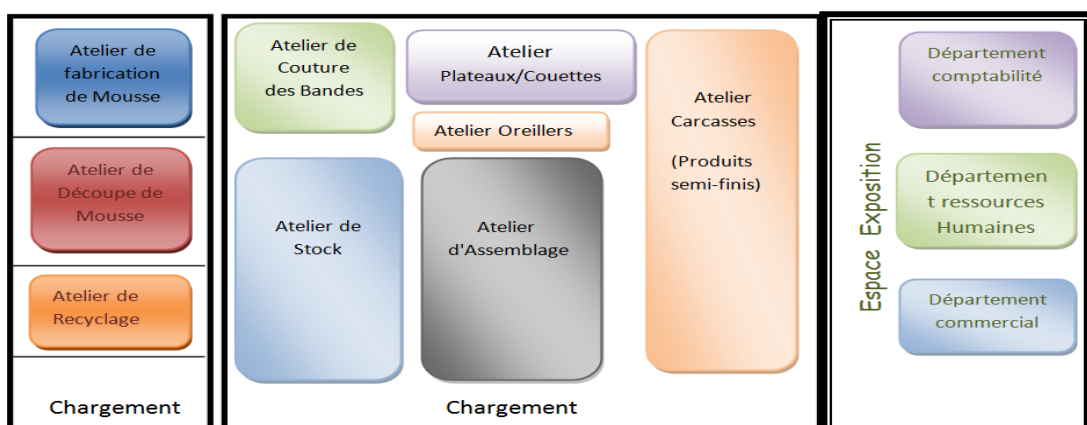 Atelier de
fabrication
de Mousse
Atelier de
Découpe de
Mousse
Atelier de
Recyclage
Chargement
Atelier de
Couture
des Bandes
Atelier
Plateaux/Couettes
Atelier Oreillers
Atelier
Carcasses
(Produits
semi-finis)
Atelier de
Stock
Atelier
d'Assemblage
Chargement
Espace Exposition
Département
comptabilité
Départemen
t ressources
Humaines
Département
commercial